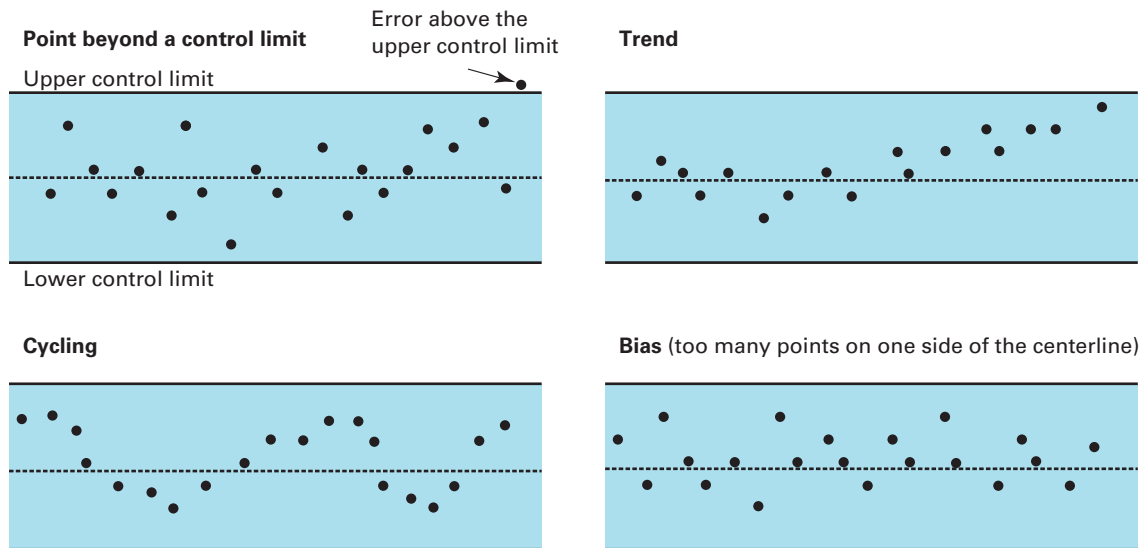 Point beyond a control limit
Error above the
upper control limit
Upper control limit
Lower control limit
Trend
Cycling
Bias (too many points on one side of the centerline)